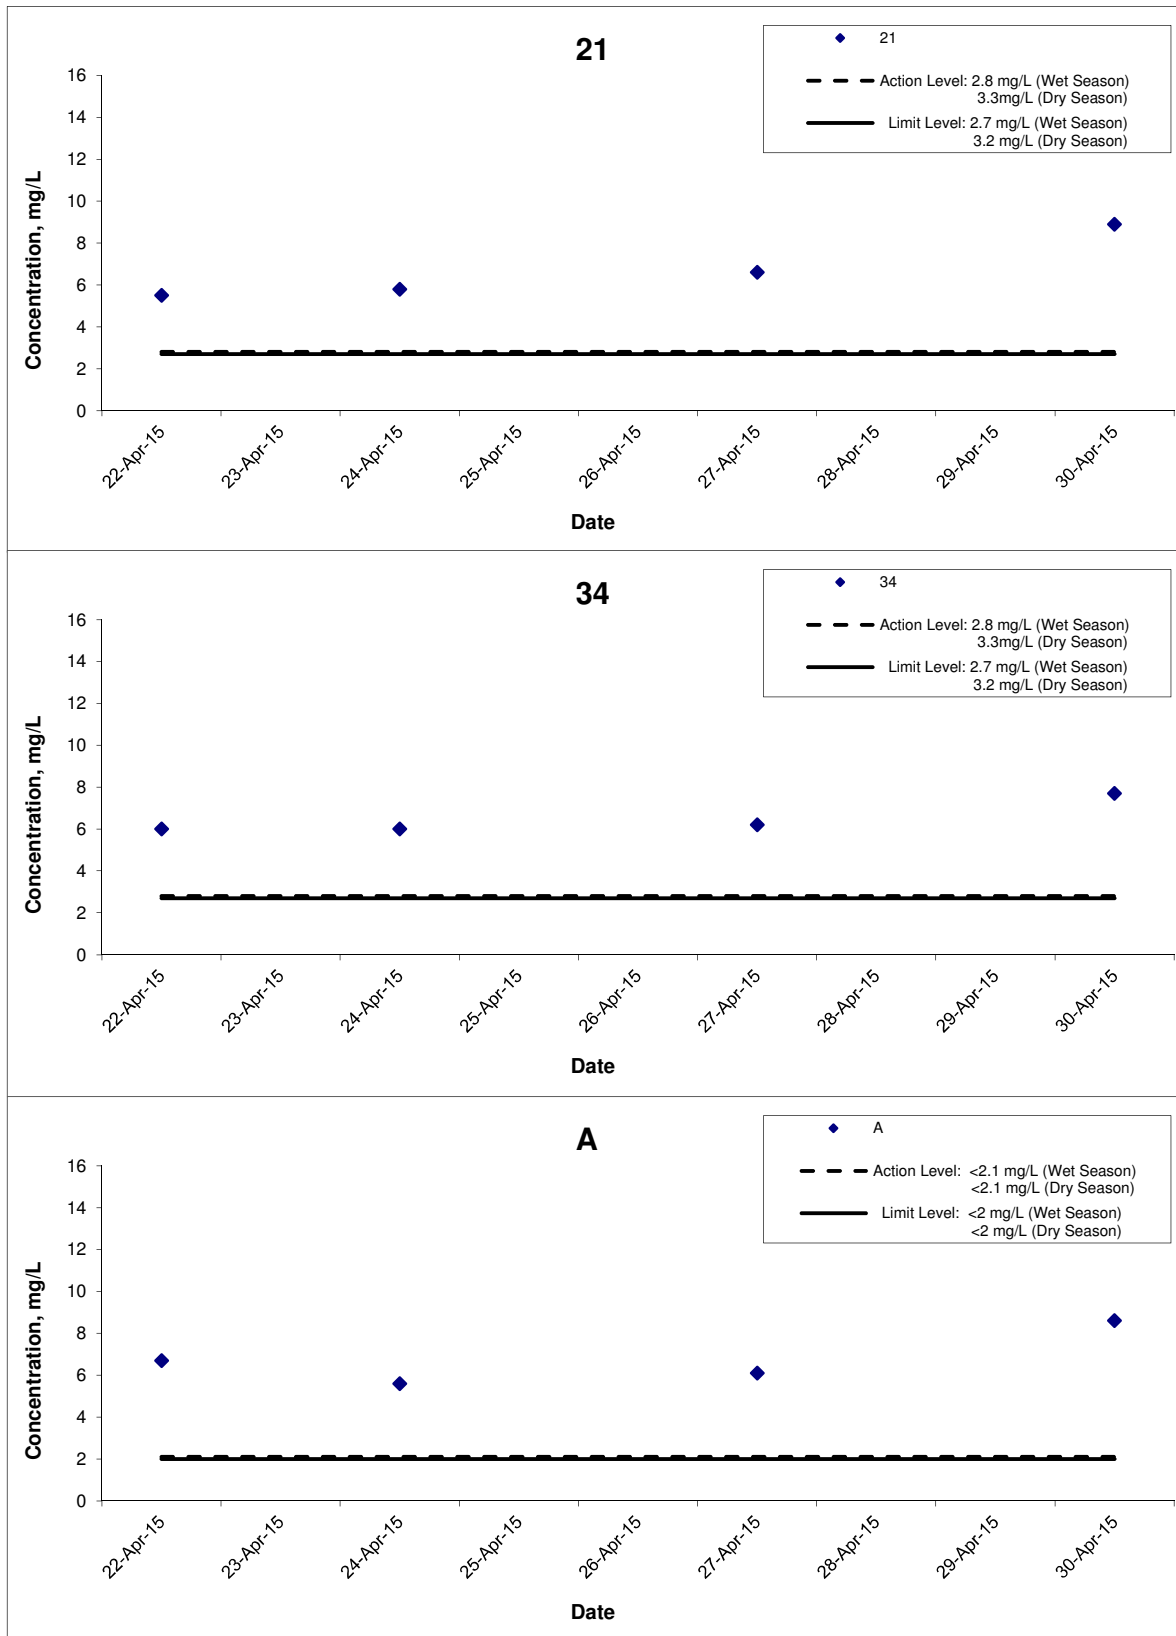 21
21
Action Level: 2.8 mg/L (Wet Season)
3.3mg/L (Dry Season)
Limit Level: 2.7 mg/L (Wet Season)
3.2 mg/L (Dry Season)
Concentration, mg/L
16
14
12
10
8
6
4
2
0
22-Apr-15
23-Apr-15
24-Apr-15
25-Apr-15
26-Apr-15
27-Apr-15
28-Apr-15
29-Apr-15
30-Apr-15
Date
34
34
Action Level: 2.8 mg/L (Wet Season)
3.3mg/L (Dry Season)
Limit Level: 2.7 mg/L (Wet Season)
3.2 mg/L (Dry Season)
Concentration, mg/L
16
14
12
10
8
6
4
2
0
22-Apr-15
23-Apr-15
24-Apr-15
25-Apr-15
26-Apr-15
27-Apr-15
28-Apr-15
29-Apr-15
30-Apr-15
Date
A
A
Action Level: <2.1 mg/L (Wet Season)
<2.1 mg/L (Dry Season)
Limit Level: <2 mg/L (Wet Season)
<2 mg/L (Dry Season)
Concentration, mg/L
16
14
12
10
8
6
4
2
0
22-Apr-15
23-Apr-15
24-Apr-15
25-Apr-15
26-Apr-15
27-Apr-15
28-Apr-15
29-Apr-15
30-Apr-15
Date